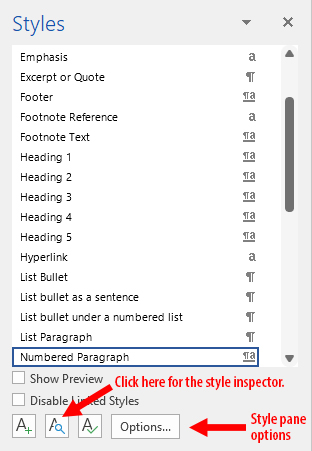 Styles
Emphasis a
Excerpt or Quote ¶
Footer ¶a
Footnote Reference a
Footnote Text ¶a
Heading 1 ¶a
Heading 2 ¶a
Heading 3 ¶a
Heading 4 ¶a
Heading 5 ¶a
Hyperlink a
List Bullet ¶
List bullet as a sentence ¶
List bullet under a numbered list ¶
List Paragraph ¶
Numbered Paragraph ¶a
Show Preview
Click here for the style inspector.
Disable Linked Styles
A A A Options...
Style pane
options